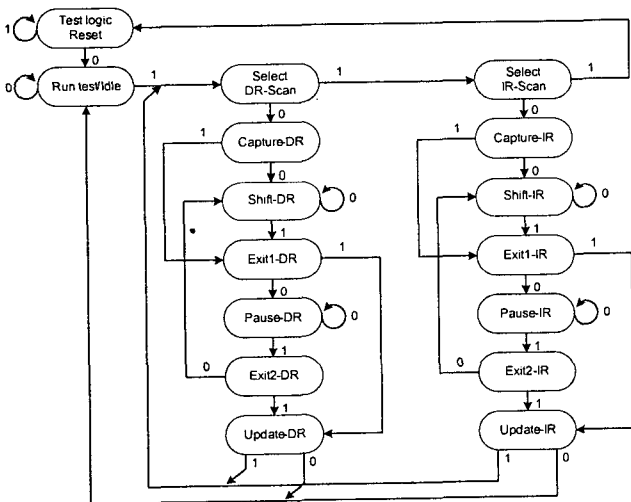 Test logic
Reset
1
0
Run test/Idle
0
1
Select
DR-Scan
1
Select
IR-Scan
1
0
0
1
Capture-DR
1
Capture-IR
0
0
Shift-DR
0
Shift-IR
0
1
1
Exit1-DR
1
Exit1-IR
1
0
0
Pause-DR
0
Pause-IR
0
1
1
0
Exit2-DR
0
Exit2-IR
1
1
Update-DR
Update-IR
1
0
1
0